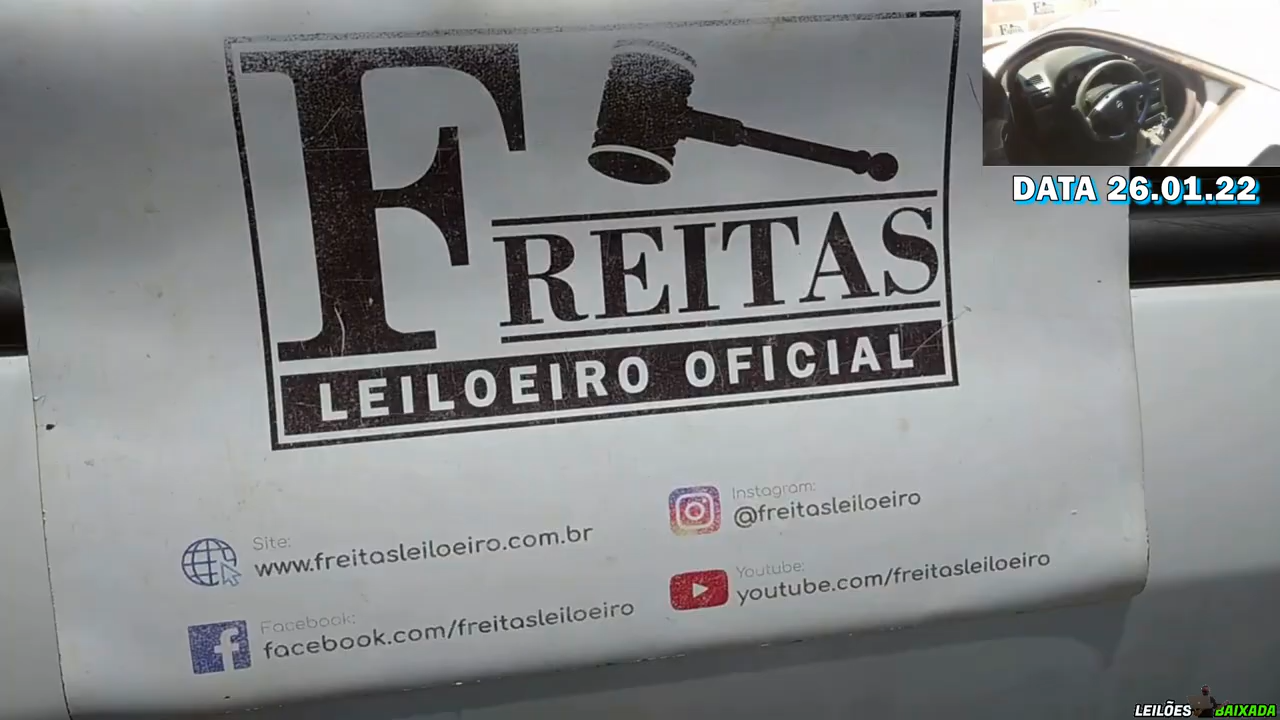 FREITAS
LEILOEIRO OFICIAL
DATA 26.01.22
Site:
www.freitasleiloeiro.com.br
Facebook:
facebook.com/freitasleiloeiro
Instagram:
@freitasleiloeiro
Youtube:
youtube.com/freitasleiloeiro
LEILÕES BAIXADA